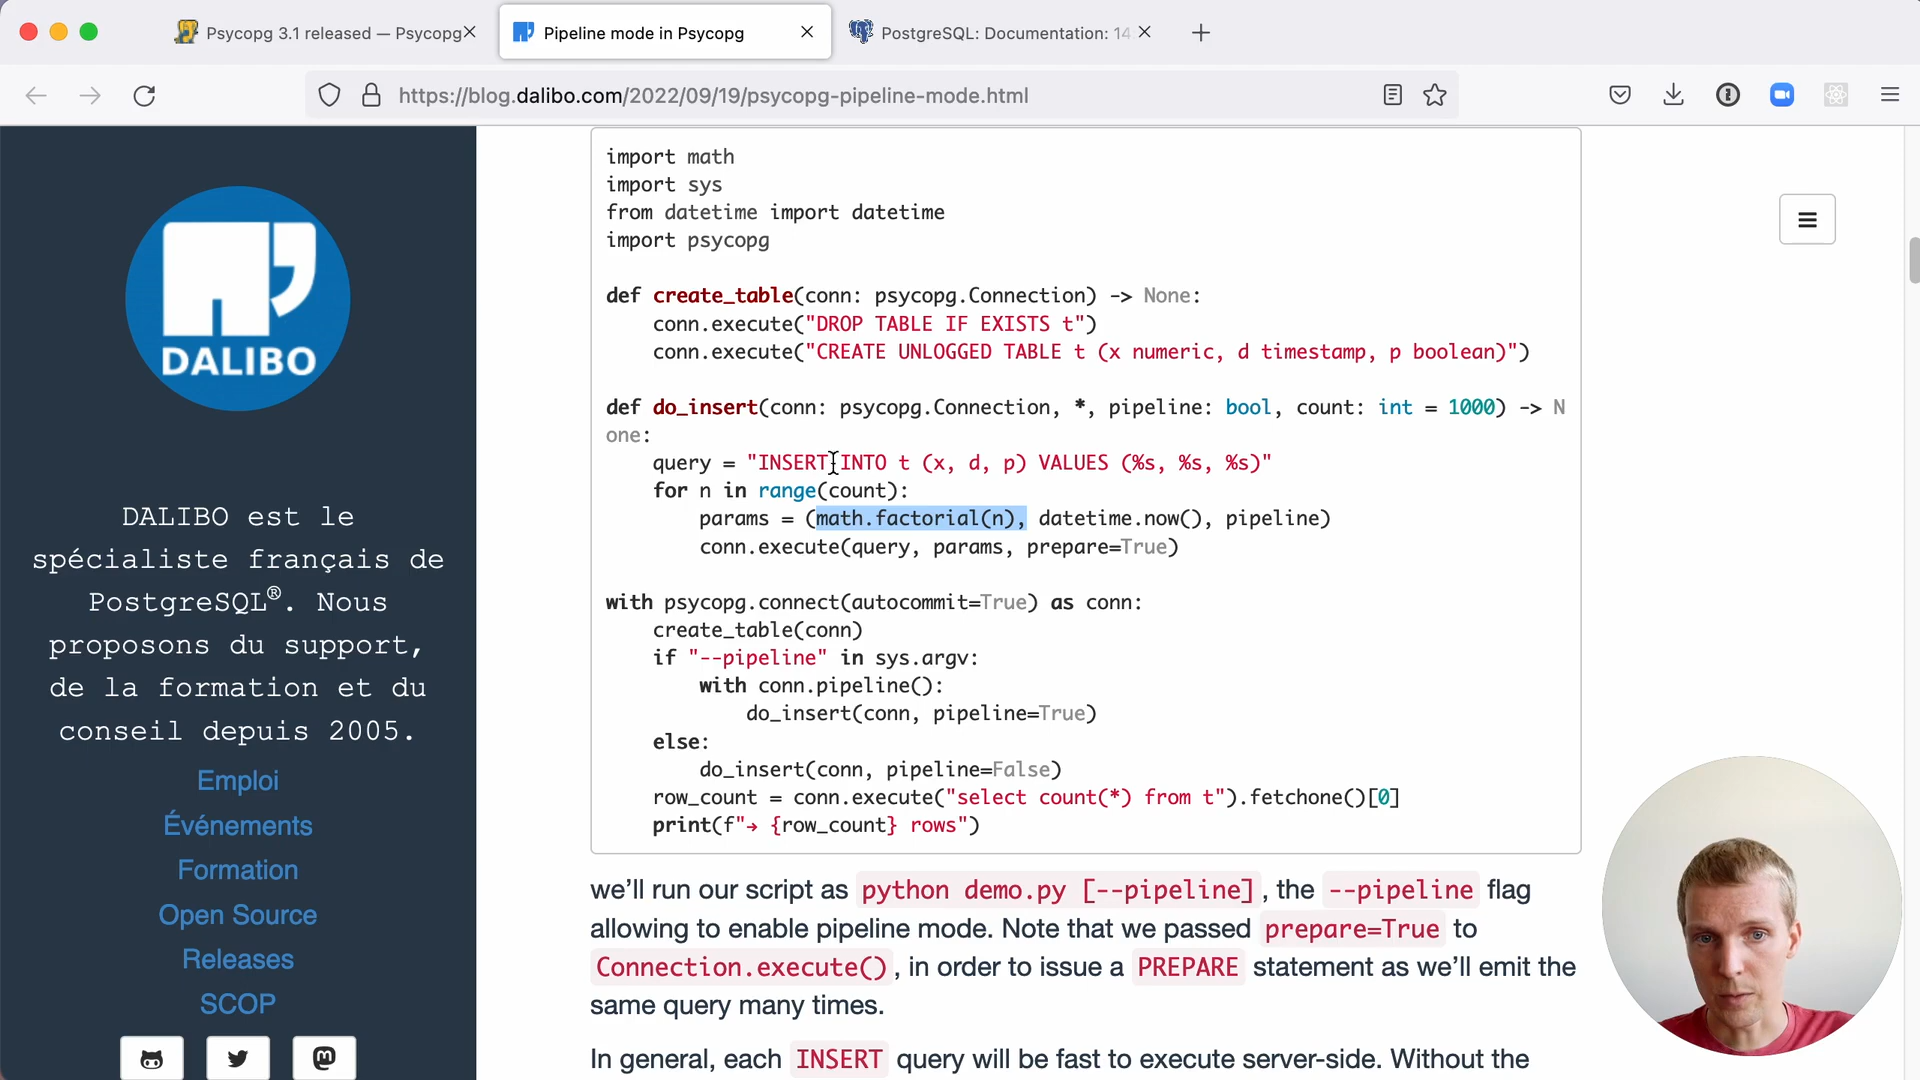 Psycopg 3.1 released — Psycopg
Pipeline mode in Psycopg
PostgreSQL: Documentation: 14
https://blog.dalibo.com/2022/09/19/psycopg-pipeline-mode.html
DALIBO
DALIBO est le
spécialiste français de
PostgreSQL®. Nous
proposons du support,
de la formation et du
conseil depuis 2005.
Emploi
Événements
Formation
Open Source
Releases
SCOP
import math
import sys
from datetime import datetime
import psycopg
def create_table(conn: psycopg.Connection) -> None:
    conn.execute("DROP TABLE IF EXISTS t")
    conn.execute("CREATE UNLOGGED TABLE t (x numeric, d timestamp, p boolean)")
def do_insert(conn: psycopg.Connection, *, pipeline: bool, count: int = 1000) -> N
one:
    query = "INSERT INTO t (x, d, p) VALUES (%s, %s, %s)"
    for n in range(count):
        params = (math.factorial(n), datetime.now(), pipeline)
        conn.execute(query, params, prepare=True)
with psycopg.connect(autocommit=True) as conn:
    create_table(conn)
    if "--pipeline" in sys.argv:
        with conn.pipeline():
            do_insert(conn, pipeline=True)
    else:
        do_insert(conn, pipeline=False)
    row_count = conn.execute("select count(*) from t").fetchone()[0]
    print(f"→ {row_count} rows")
we’ll run our script as python demo.py [--pipeline], the --pipeline flag
allowing to enable pipeline mode. Note that we passed prepare=True to
Connection.execute(), in order to issue a PREPARE statement as we’ll emit the
same query many times.
In general, each INSERT query will be fast to execute server-side. Without the